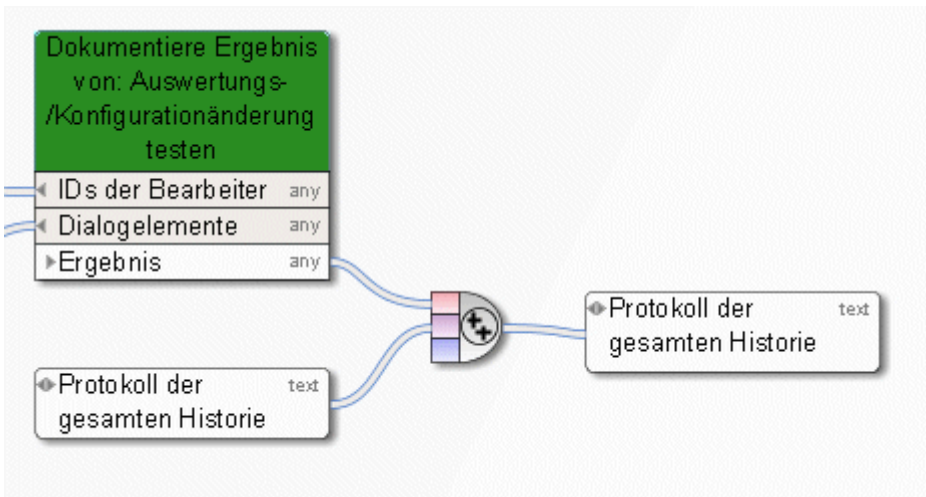 Dokumentiere Ergebnis
von: Auswertungs-
/Konfigurationänderung
testen
IDs der Bearbeiter any
Dialogelemente any
Ergebnis any
Protokoll der text
gesamten Historie
Protokoll der text
gesamten Historie